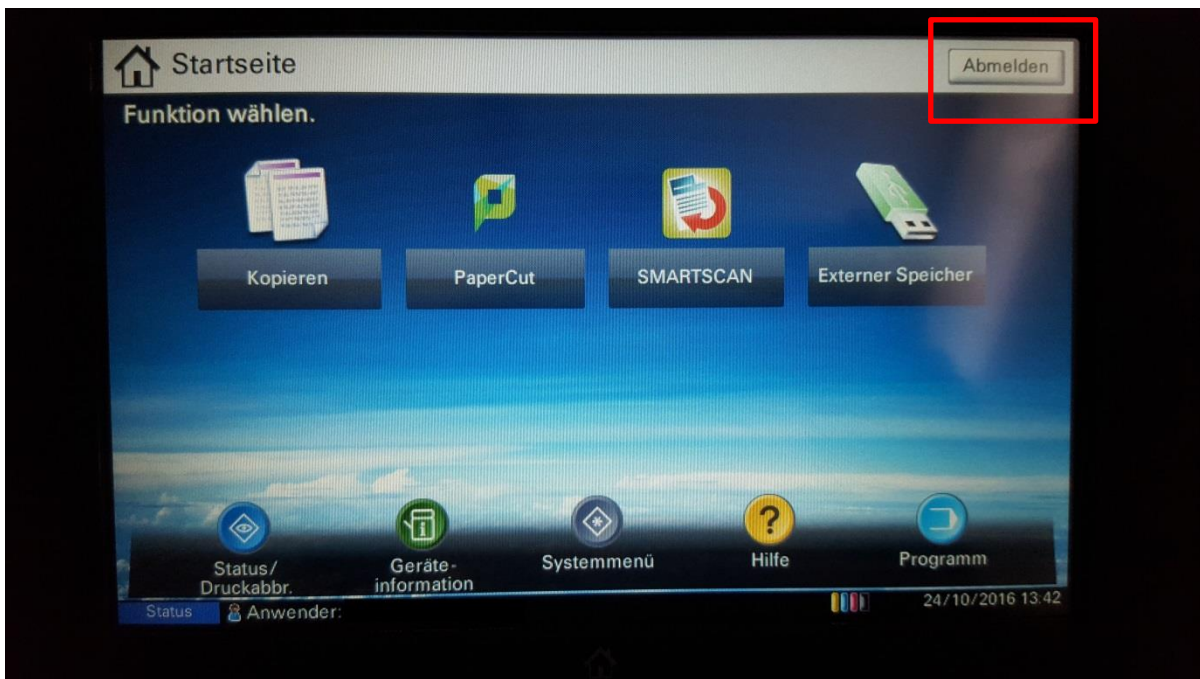 Startseite
Abmelden
Funktion wählen.
Kopieren
PaperCut
SMARTSCAN
Externer Speicher
Status/
Druckabbr.
Geräte-
information
Systemmenü
Hilfe
Programm
Status
Anwender:
24/10/2016 13:42